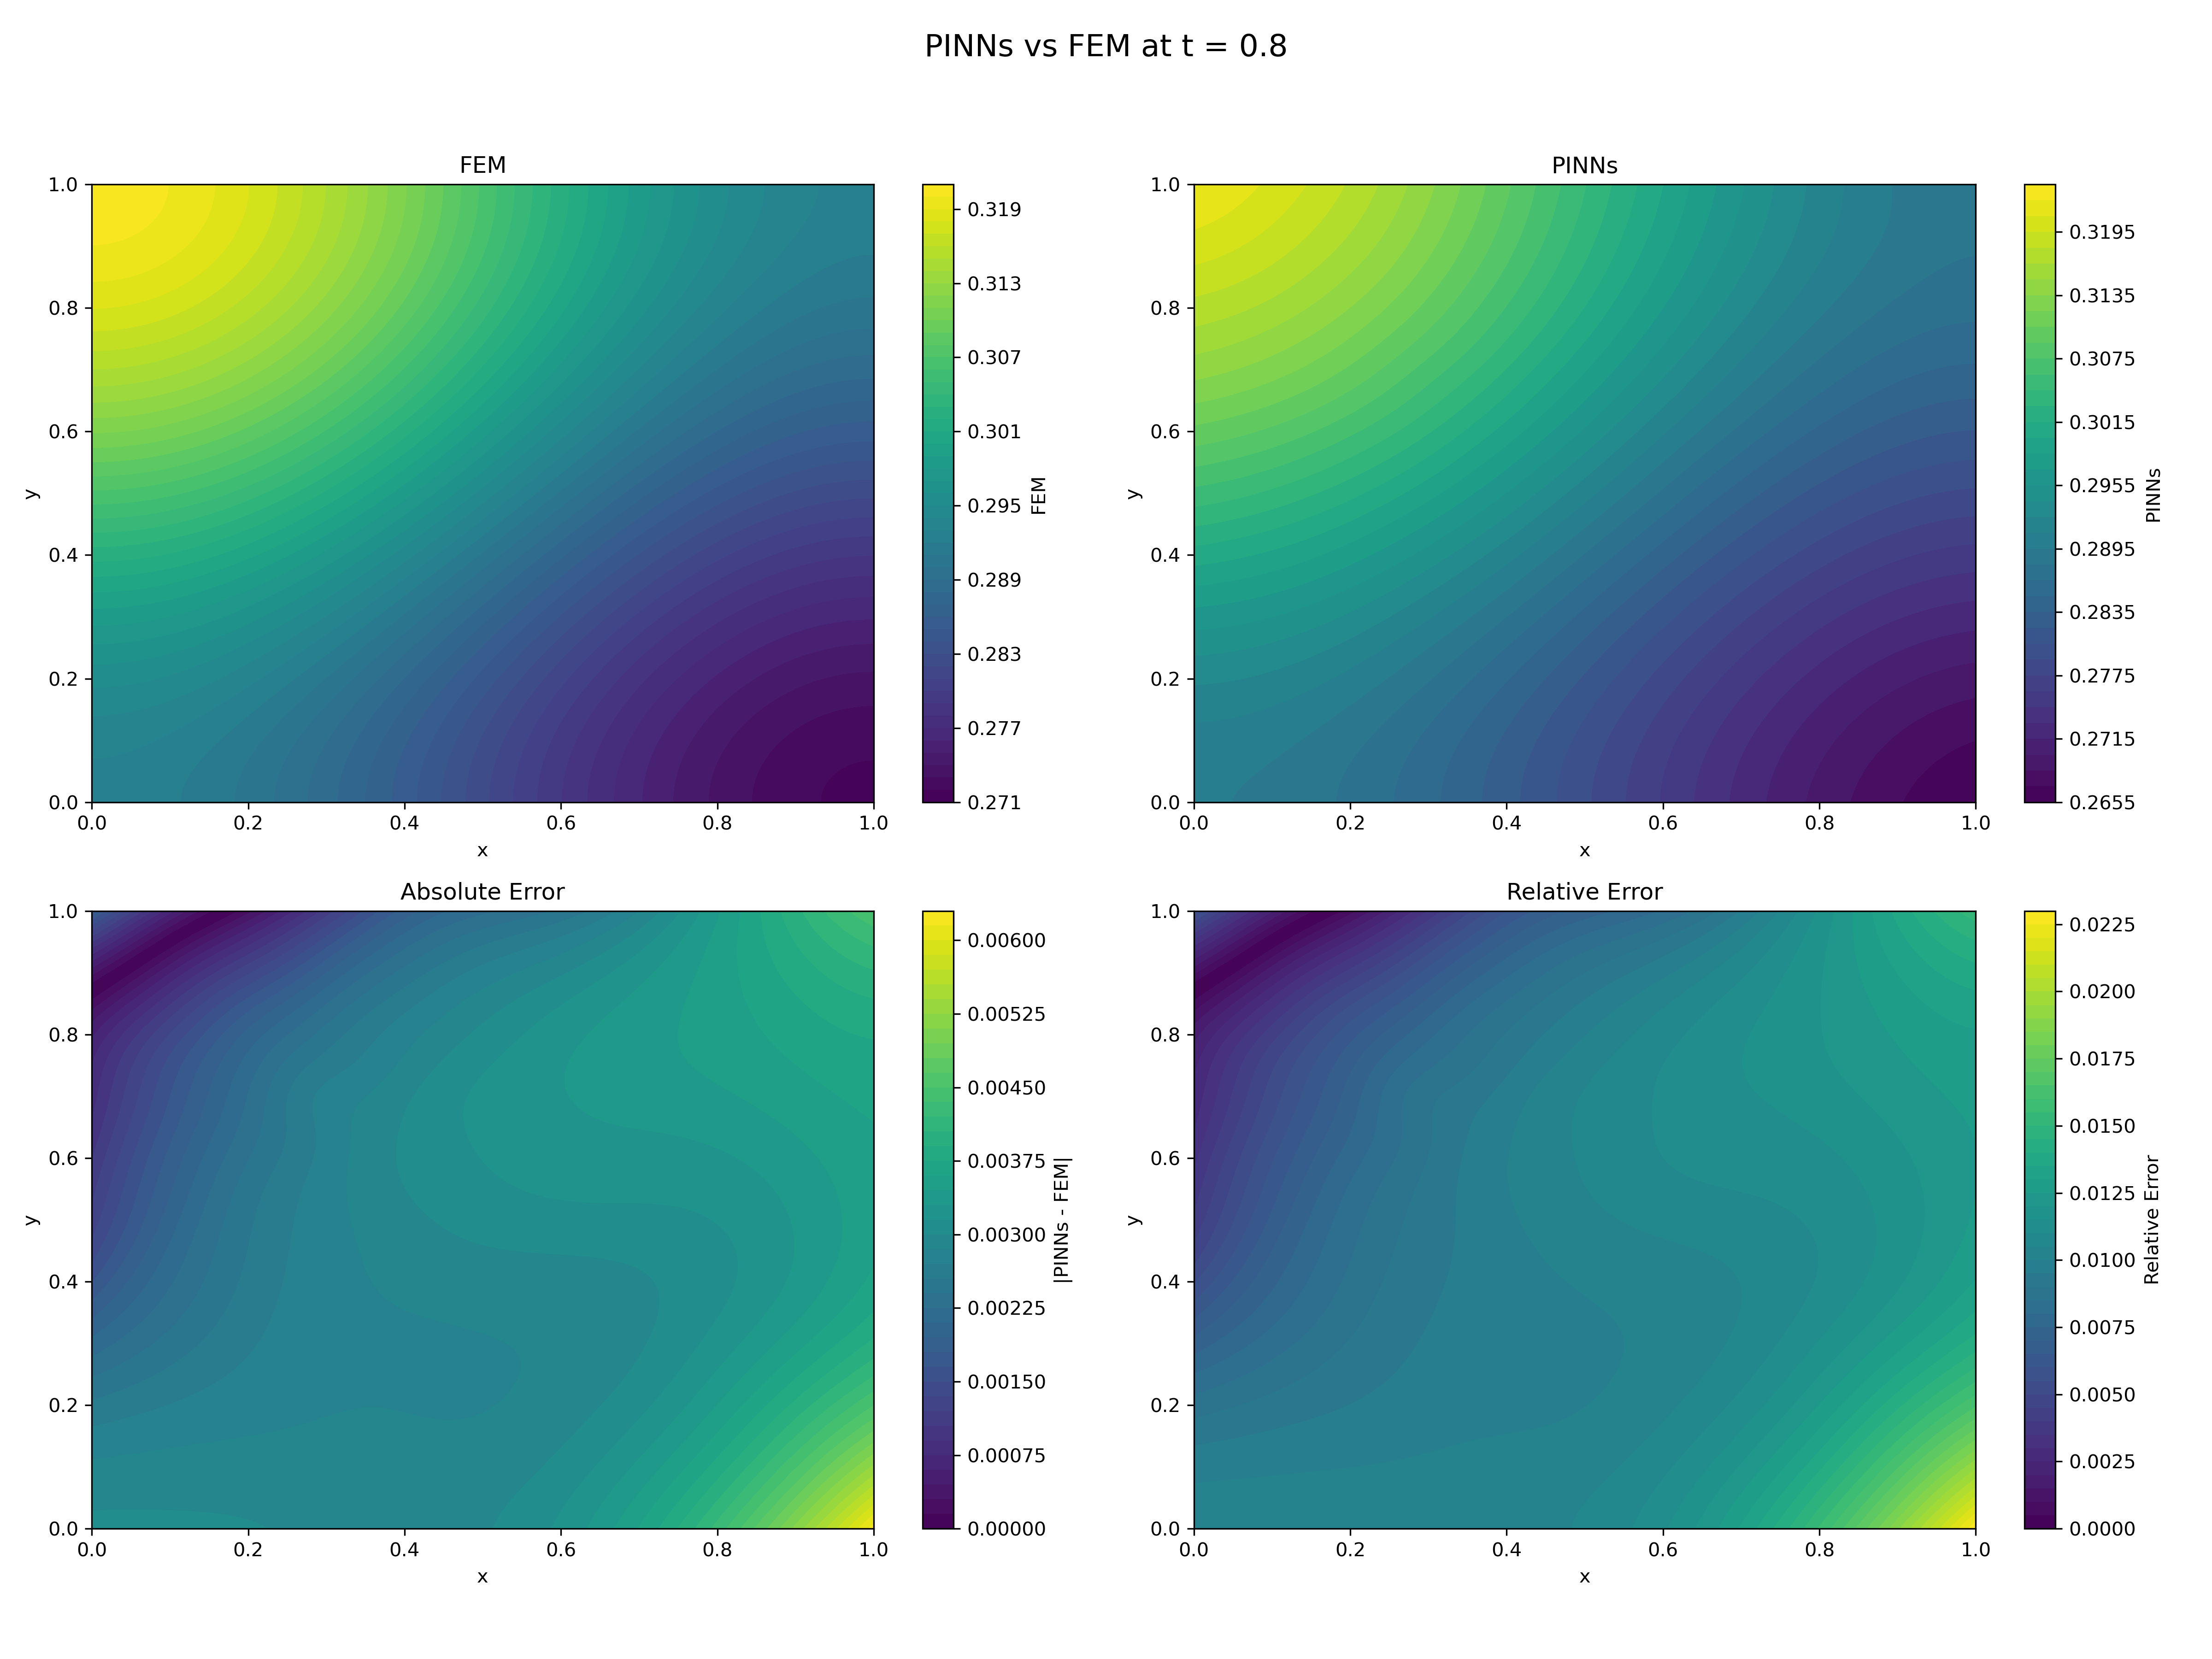 PINNs vs FEM at t = 0.8
FEM
1.0
0.8
0.6
0.4
0.2
0.0
y
0.0 0.2 0.4 0.6 0.8 1.0
x
0.319
0.313
0.307
0.301
0.295
0.289
0.283
0.277
0.271
FEM
PINNs
1.0
0.8
0.6
0.4
0.2
0.0
y
0.0 0.2 0.4 0.6 0.8 1.0
x
0.3195
0.3135
0.3075
0.3015
0.2955
0.2895
0.2835
0.2775
0.2715
0.2655
PINNs
Absolute Error
1.0
0.8
0.6
0.4
0.2
0.0
y
0.0 0.2 0.4 0.6 0.8 1.0
x
0.00600
0.00525
0.00450
0.00375
0.00300
0.00225
0.00150
0.00075
0.00000
|PINNs - FEM|
Relative Error
1.0
0.8
0.6
0.4
0.2
0.0
y
0.0 0.2 0.4 0.6 0.8 1.0
x
0.0225
0.0200
0.0175
0.0150
0.0125
0.0100
0.0075
0.0050
0.0025
0.0000
Relative Error